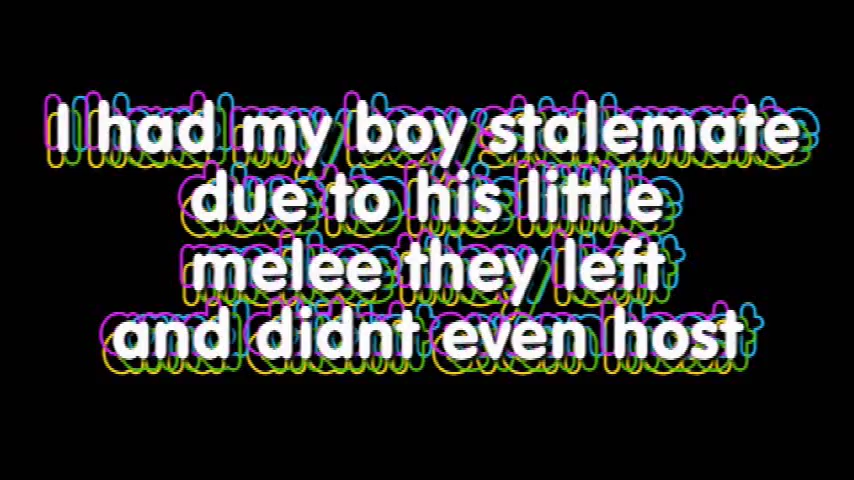 I had my boy stalemate
due to his little
melee they left
and didnt even host